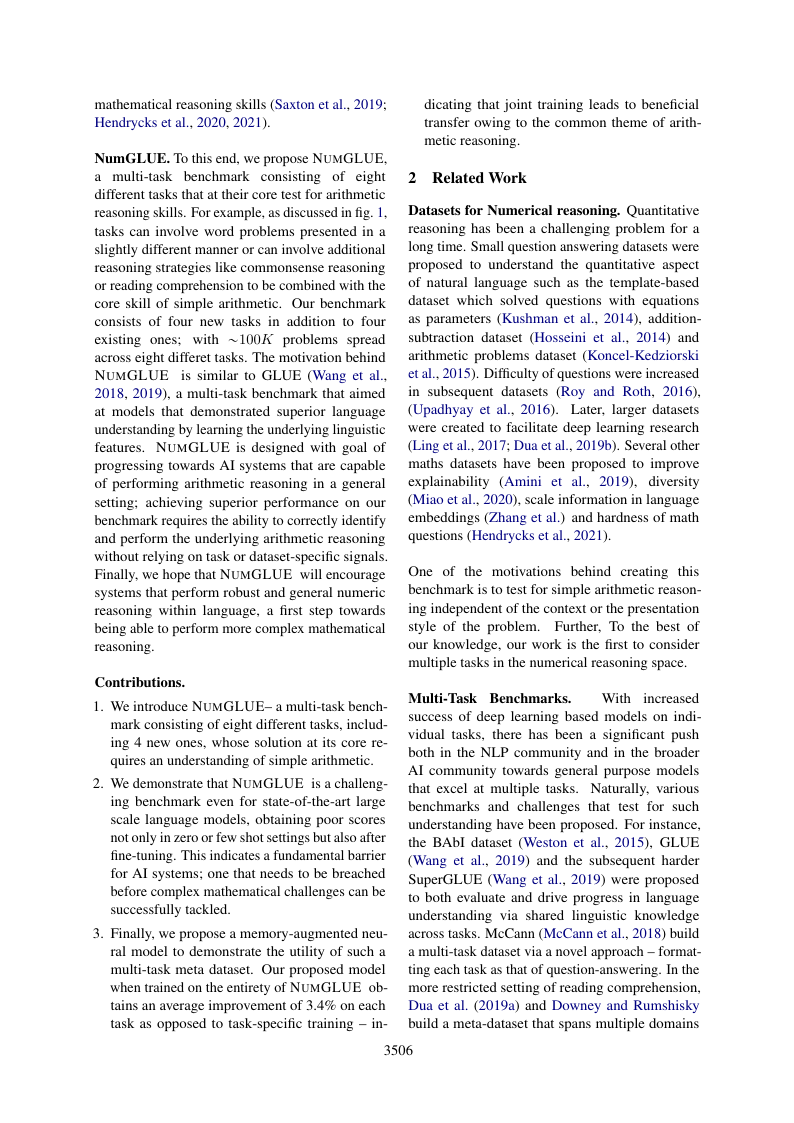 mathematical reasoning skills (Saxton et al., 2019;
Hendrycks et al., 2020, 2021).
NumGLUE. To this end, we propose NUMGLUE,
a multi-task benchmark consisting of eight
different tasks that at their core test for arithmetic
reasoning skills. For example, as discussed in fig. 1,
tasks can involve word problems presented in a
slightly different manner or can involve additional
reasoning strategies like commonsense reasoning
or reading comprehension to be combined with the
core skill of simple arithmetic. Our benchmark
consists of four new tasks in addition to four
existing ones; with ∼100K problems spread
across eight differet tasks. The motivation behind
NUMGLUE is similar to GLUE (Wang et al.,
2018, 2019), a multi-task benchmark that aimed
at models that demonstrated superior language
understanding by learning the underlying linguistic
features. NUMGLUE is designed with goal of
progressing towards AI systems that are capable
of performing arithmetic reasoning in a general
setting; achieving superior performance on our
benchmark requires the ability to correctly identify
and perform the underlying arithmetic reasoning
without relying on task or dataset-specific signals.
Finally, we hope that NUMGLUE will encourage
systems that perform robust and general numeric
reasoning within language, a first step towards
being able to perform more complex mathematical
reasoning.
Contributions.
1. We introduce NUMGLUE– a multi-task bench-
mark consisting of eight different tasks, includ-
ing 4 new ones, whose solution at its core re-
quires an understanding of simple arithmetic.
2. We demonstrate that NUMGLUE is a challeng-
ing benchmark even for state-of-the-art large
scale language models, obtaining poor scores
not only in zero or few shot settings but also after
fine-tuning. This indicates a fundamental barrier
for AI systems; one that needs to be breached
before complex mathematical challenges can be
successfully tackled.
3. Finally, we propose a memory-augmented neu-
ral model to demonstrate the utility of such a
multi-task meta dataset. Our proposed model
when trained on the entirety of NUMGLUE ob-
tains an average improvement of 3.4% on each
task as opposed to task-specific training – in-
dicating that joint training leads to beneficial
transfer owing to the common theme of arith-
metic reasoning.
2 Related Work
Datasets for Numerical reasoning. Quantitative
reasoning has been a challenging problem for a
long time. Small question answering datasets were
proposed to understand the quantitative aspect
of natural language such as the template-based
dataset which solved questions with equations
as parameters (Kushman et al., 2014), addition-
subtraction dataset (Hosseini et al., 2014) and
arithmetic problems dataset (Koncel-Kedziorski
et al., 2015). Difficulty of questions were increased
in subsequent datasets (Roy and Roth, 2016),
(Upadhyay et al., 2016). Later, larger datasets
were created to facilitate deep learning research
(Ling et al., 2017; Dua et al., 2019b). Several other
maths datasets have been proposed to improve
explainability (Amini et al., 2019), diversity
(Miao et al., 2020), scale information in language
embeddings (Zhang et al.) and hardness of math
questions (Hendrycks et al., 2021).
One of the motivations behind creating this
benchmark is to test for simple arithmetic reason-
ing independent of the context or the presentation
style of the problem. Further, To the best of
our knowledge, our work is the first to consider
multiple tasks in the numerical reasoning space.
Multi-Task Benchmarks. With increased
success of deep learning based models on indi-
vidual tasks, there has been a significant push
both in the NLP community and in the broader
AI community towards general purpose models
that excel at multiple tasks. Naturally, various
benchmarks and challenges that test for such
understanding have been proposed. For instance,
the BAbI dataset (Weston et al., 2015), GLUE
(Wang et al., 2019) and the subsequent harder
SuperGLUE (Wang et al., 2019) were proposed
to both evaluate and drive progress in language
understanding via shared linguistic knowledge
across tasks. McCann (McCann et al., 2018) build
a multi-task dataset via a novel approach – format-
ting each task as that of question-answering. In the
more restricted setting of reading comprehension,
Dua et al. (2019a) and Downey and Rumshisky
build a meta-dataset that spans multiple domains
3506